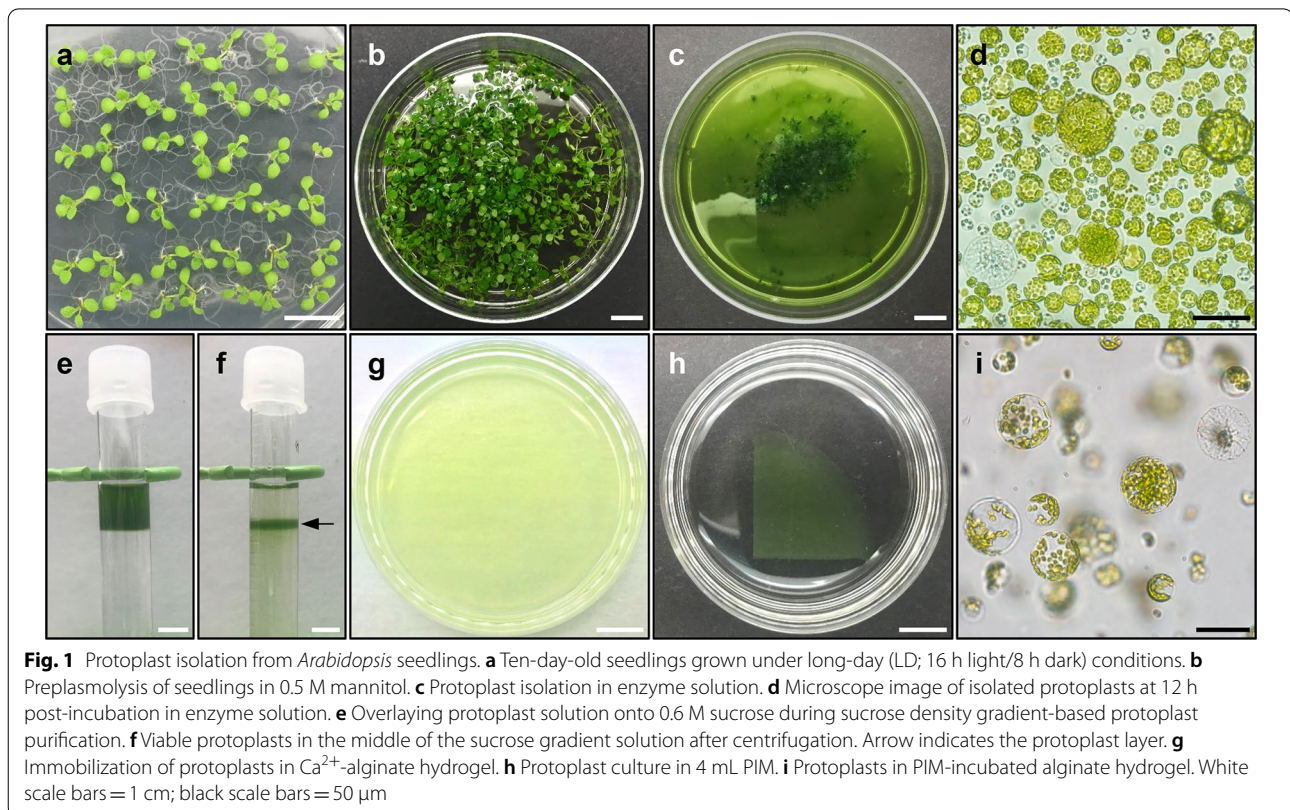 a
b
c
d
e
f
g
h
i
Fig. 1 Protoplast isolation from Arabidopsis seedlings. a Ten-day-old seedlings grown under long-day (LD; 16 h light/8 h dark) conditions. b
Preplasmolysis of seedlings in 0.5 M mannitol. c Protoplast isolation in enzyme solution. d Microscope image of isolated protoplasts at 12 h
post-incubation in enzyme solution. e Overlaying protoplast solution onto 0.6 M sucrose during sucrose density gradient-based protoplast
purification. f Viable protoplasts in the middle of the sucrose gradient solution after centrifugation. Arrow indicates the protoplast layer. g
Immobilization of protoplasts in Ca2+-alginate hydrogel. h Protoplast culture in 4 mL PIM. i Protoplasts in PIM-incubated alginate hydrogel. White
scale bars = 1 cm; black scale bars = 50 μm